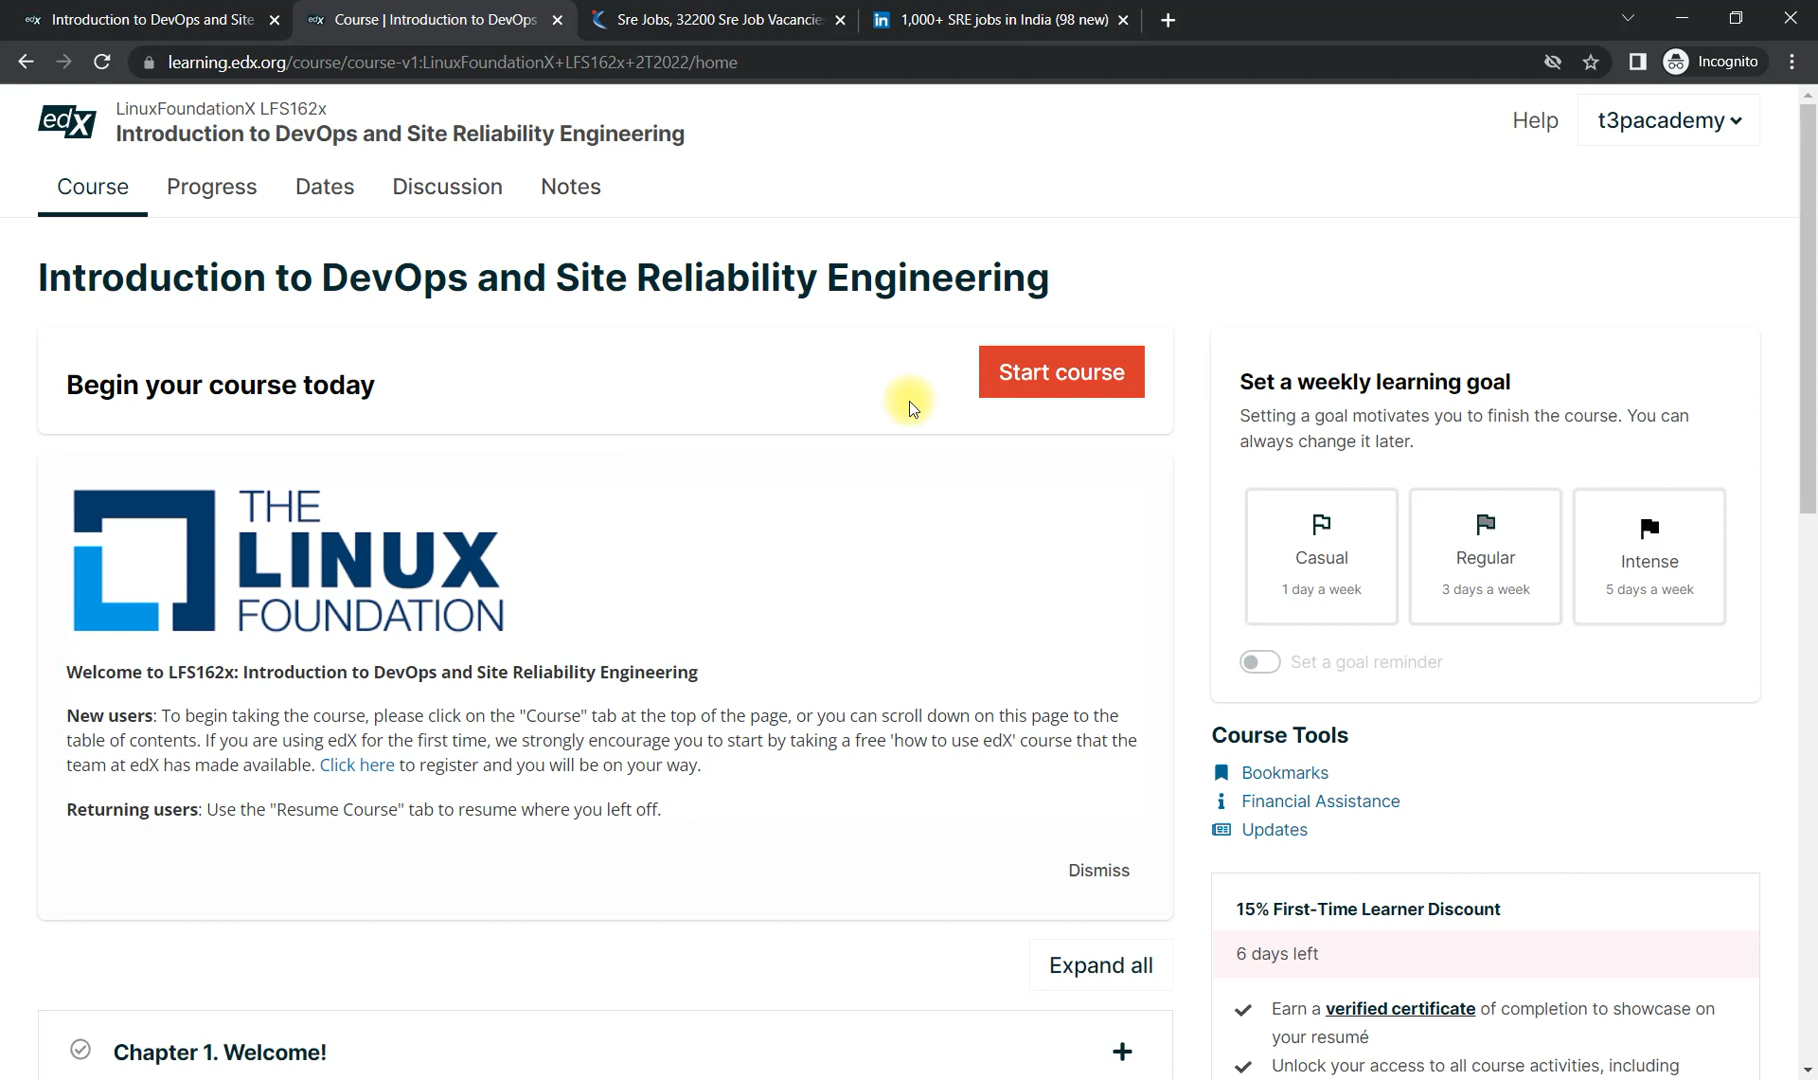 edX Introduction to DevOps and Site
edX Course | Introduction to DevOps
Sre Jobs, 32200 Sre Job Vacancie
in 1,000+ SRE jobs in India (98 new)
learning.edx.org/course/course-v1:LinuxFoundationX+LFS162x+2T2022/home
Incognito
edX
LinuxFoundationX LFS162x
Introduction to DevOps and Site Reliability Engineering
Help
t3pacademy
Course
Progress
Dates
Discussion
Notes
Introduction to DevOps and Site Reliability Engineering
Begin your course today
Start course
THE
LINUX
FOUNDATION
Welcome to LFS162x: Introduction to DevOps and Site Reliability Engineering
New users: To begin taking the course, please click on the "Course" tab at the top of the page, or you can scroll down on this page to the
table of contents. If you are using edX for the first time, we strongly encourage you to start by taking a free 'how to use edX' course that the
team at edX has made available. Click here to register and you will be on your way.
Returning users: Use the "Resume Course" tab to resume where you left off.
Dismiss
Expand all
Chapter 1. Welcome!
Set a weekly learning goal
Setting a goal motivates you to finish the course. You can
always change it later.
Casual
1 day a week
Regular
3 days a week
Intense
5 days a week
Set a goal reminder
Course Tools
Bookmarks
Financial Assistance
Updates
15% First-Time Learner Discount
6 days left
Earn a verified certificate of completion to showcase on
your resumé
Unlock your access to all course activities, including